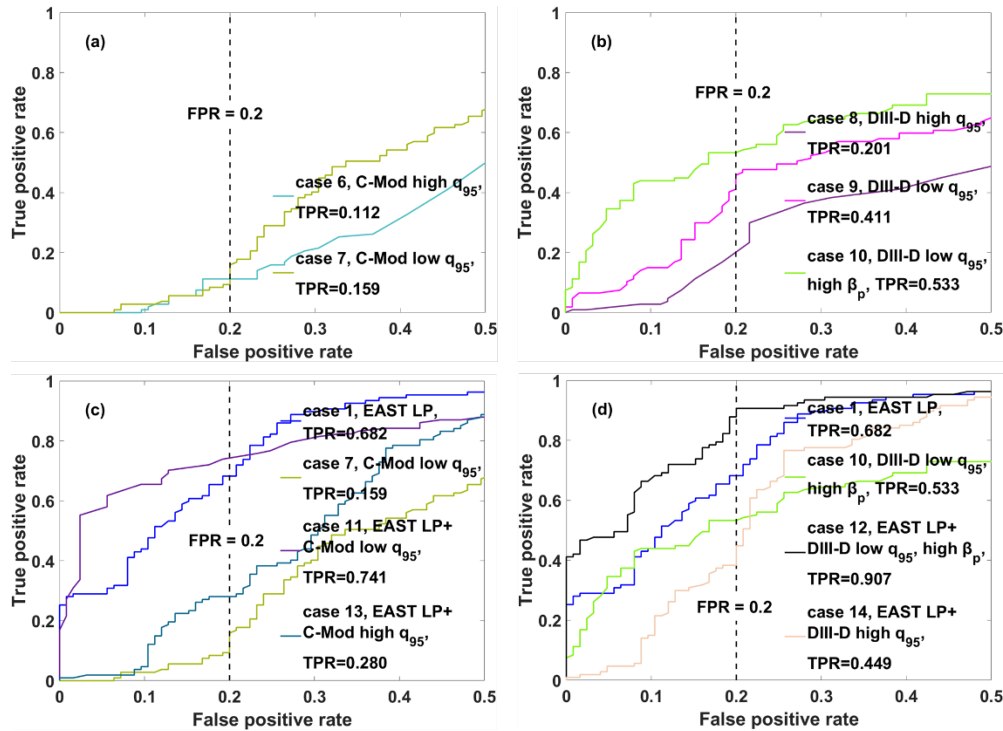 (a)
1
0.8
0.6
0.4
0.2
0
True positive rate
FPR = 0.2
case 6, C-Mod high q95,
TPR=0.112
case 7, C-Mod low q95,
TPR=0.159
0 0.1 0.2 0.3 0.4 0.5
False positive rate
(b)
1
0.8
0.6
0.4
0.2
0
True positive rate
FPR = 0.2
case 8, DIII-D high q95,
TPR=0.201
case 9, DIII-D low q95,
TPR=0.411
case 10, DIII-D low q95,
high βp, TPR=0.533
0 0.1 0.2 0.3 0.4 0.5
False positive rate
(c)
1
0.8
0.6
0.4
0.2
0
True positive rate
FPR = 0.2
case 1, EAST LP,
TPR=0.682
case 7, C-Mod low q95,
TPR=0.159
case 11, EAST LP+
C-Mod low q95,
TPR=0.741
case 13, EAST LP+
C-Mod high q95,
TPR=0.280
0 0.1 0.2 0.3 0.4 0.5
False positive rate
(d)
1
0.8
0.6
0.4
0.2
0
True positive rate
FPR = 0.2
case 1, EAST LP,
TPR=0.682
case 10, DIII-D low q95,
high βp, TPR=0.533
case 12, EAST LP+
DIII-D low q95, high βp,
TPR=0.907
case 14, EAST LP+
DIII-D high q95,
TPR=0.449
0 0.1 0.2 0.3 0.4 0.5
False positive rate